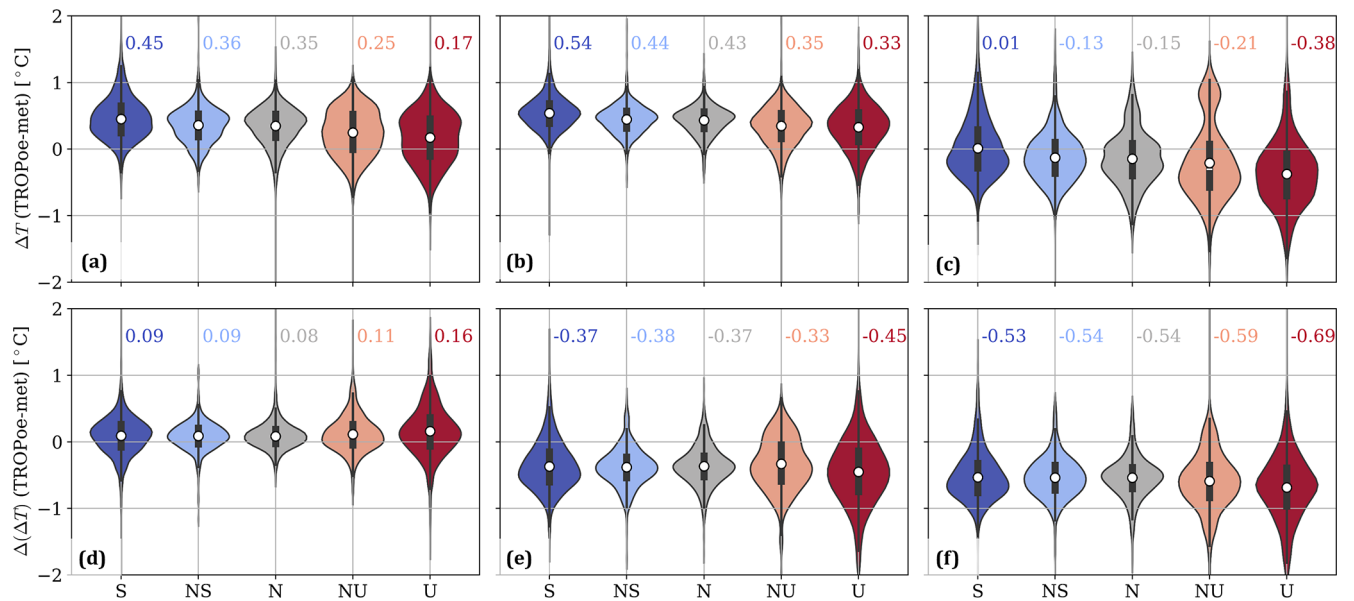 2
0.45 0.36 0.35 0.25 0.17
0.54 0.44 0.43 0.35 0.33
0.01 -0.13 -0.15 -0.21 -0.38
1
0
−1
−2
ΔT (TROPoe-met) [°C]
(a)
(b)
(c)
2
0.09 0.09 0.08 0.11 0.16
-0.37 -0.38 -0.37 -0.33 -0.45
-0.53 -0.54 -0.54 -0.59 -0.69
1
0
−1
−2
Δ(ΔT) (TROPoe-met) [°C]
(d)
(e)
(f)
S NS N NU U
S NS N NU U
S NS N NU U